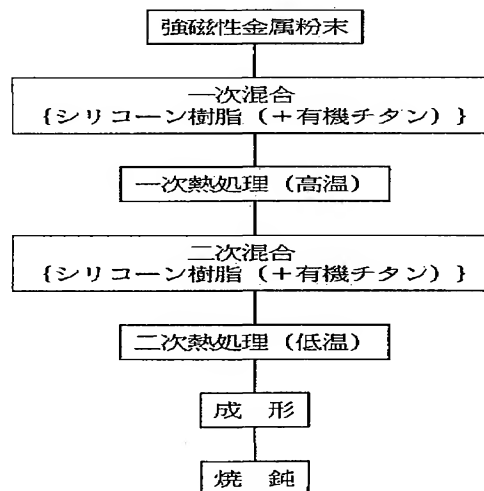 強磁性金属粉末
一次混合
{シリコーン樹脂(+有機チタン)}
一次熱処理(高温)
二次混合
{シリコーン樹脂(+有機チタン)}
二次熱処理(低温)
成 形
焼 鈍